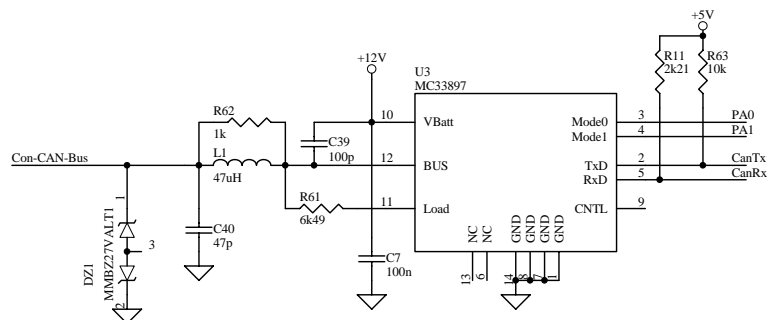 +5V
+12V
U3
MC33897
R11
2k21
R63
10k
R62
1k
C39
100p
10
VBatt
Mode0
3
PA0
Mode1
4
PA1
Con-CAN-Bus
L1
47uH
12
BUS
TxD
2
CanTx
RxD
5
CanRx
R61
6k49
11
Load
CNTL
9
1
C40
47p
3
DZ1
MMBZ27VALT1
2
C7
100n
NC
NC
GND
GND
GND
GND
13
6
14
8
7
1